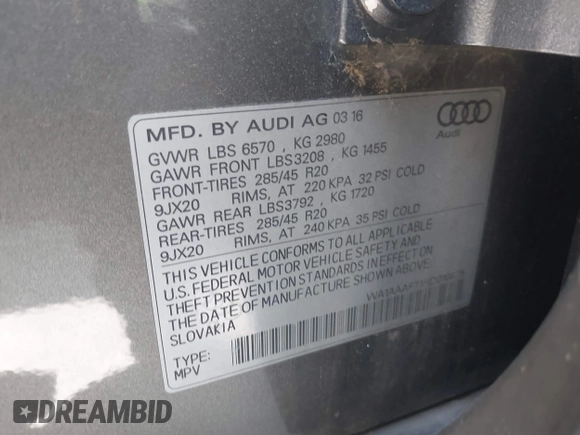 MFD. BY AUDI AG 03 16
Audi
GVWR LBS 6570 , KG 2980
GAWR FRONT LBS3208 , KG 1455
FRONT-TIRES 285/45 R20
9JX20 RIMS, AT 220 KPA 32 PSI COLD
GAWR REAR LBS3792 , KG 1720
REAR-TIRES 285/45 R20
9JX20 RIMS, AT 240 KPA 35 PSI COLD
THIS VEHICLE CONFORMS TO ALL APPLICABLE
U.S. FEDERAL MOTOR VEHICLE SAFETY AND
THEFT PREVENTION STANDARDS IN EFFECT ON
THE DATE OF MANUFACTURE SHOWN ABOVE:
SLOVAKIA
TYPE:
MPV
DREAMBID